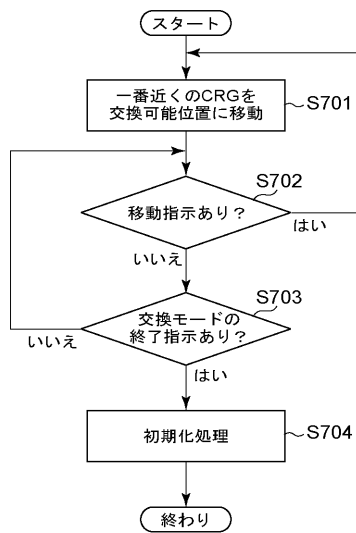 スタート
一番近くのCRGを
交換可能位置に移動
S701
S702
移動指示あり?
はい
いいえ
S703
交換モードの
終了指示あり?
いいえ
はい
初期化処理
S704
終わり